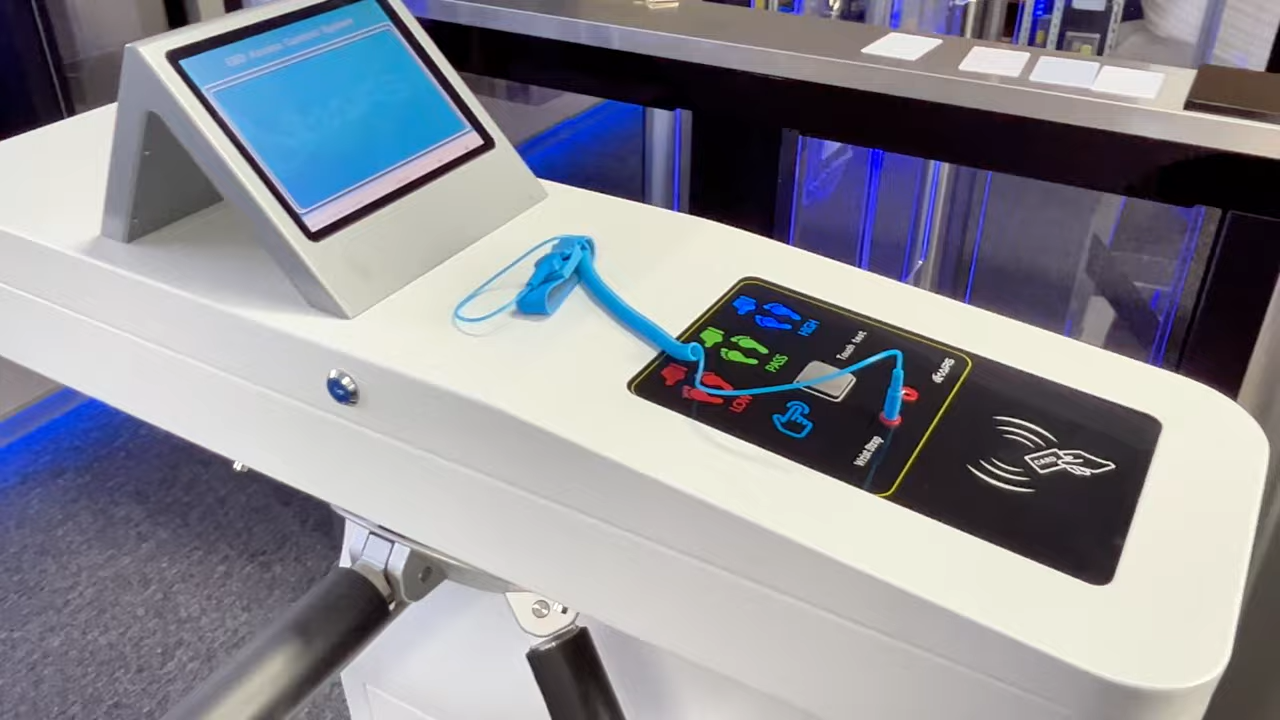 ESD Access Control System
HIGH
PASS
LOW
Touch test
Wrist Strap
CARD